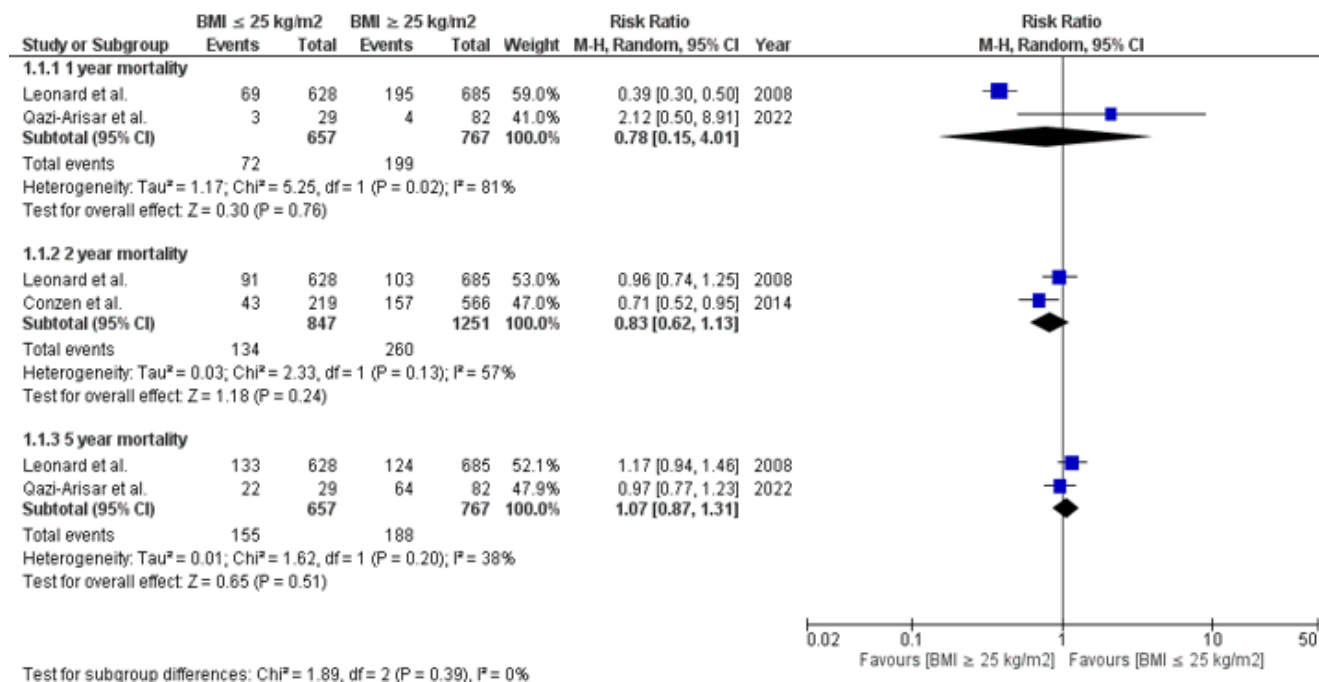 BMI ≤ 25 kg/m2 BMI ≥ 25 kg/m2 Risk Ratio Risk Ratio
Study or Subgroup Events Total Events Total Weight M-H, Random, 95% CI Year M-H, Random, 95% CI
1.1.1 1 year mortality
Leonard et al. 69 628 195 685 59.0% 0.39 [0.30, 0.50] 2008
Qazi-Arisar et al. 3 29 4 82 41.0% 2.12 [0.50, 8.91] 2022
Subtotal (95% CI) 657 767 100.0% 0.78 [0.15, 4.01]
Total events 72 199
Heterogeneity: Tau² = 1.17; Chi² = 5.25, df = 1 (P = 0.02); I² = 81%
Test for overall effect: Z = 0.30 (P = 0.76)
1.1.2 2 year mortality
Leonard et al. 91 628 103 685 53.0% 0.96 [0.74, 1.25] 2008
Conzen et al. 43 219 157 566 47.0% 0.71 [0.52, 0.95] 2014
Subtotal (95% CI) 847 1251 100.0% 0.83 [0.62, 1.13]
Total events 134 260
Heterogeneity: Tau² = 0.03; Chi² = 2.33, df = 1 (P = 0.13); I² = 57%
Test for overall effect: Z = 1.18 (P = 0.24)
1.1.3 5 year mortality
Leonard et al. 133 628 124 685 52.1% 1.17 [0.94, 1.46] 2008
Qazi-Arisar et al. 22 29 64 82 47.9% 0.97 [0.77, 1.23] 2022
Subtotal (95% CI) 657 767 100.0% 1.07 [0.87, 1.31]
Total events 155 188
Heterogeneity: Tau² = 0.01; Chi² = 1.62, df = 1 (P = 0.20); I² = 38%
Test for overall effect: Z = 0.65 (P = 0.51)
0.02 0.1 1 10 50
Favours [BMI ≥ 25 kg/m2] Favours [BMI ≤ 25 kg/m2]
Test for subgroup differences: Chi² = 1.89, df = 2 (P = 0.39), I² = 0%